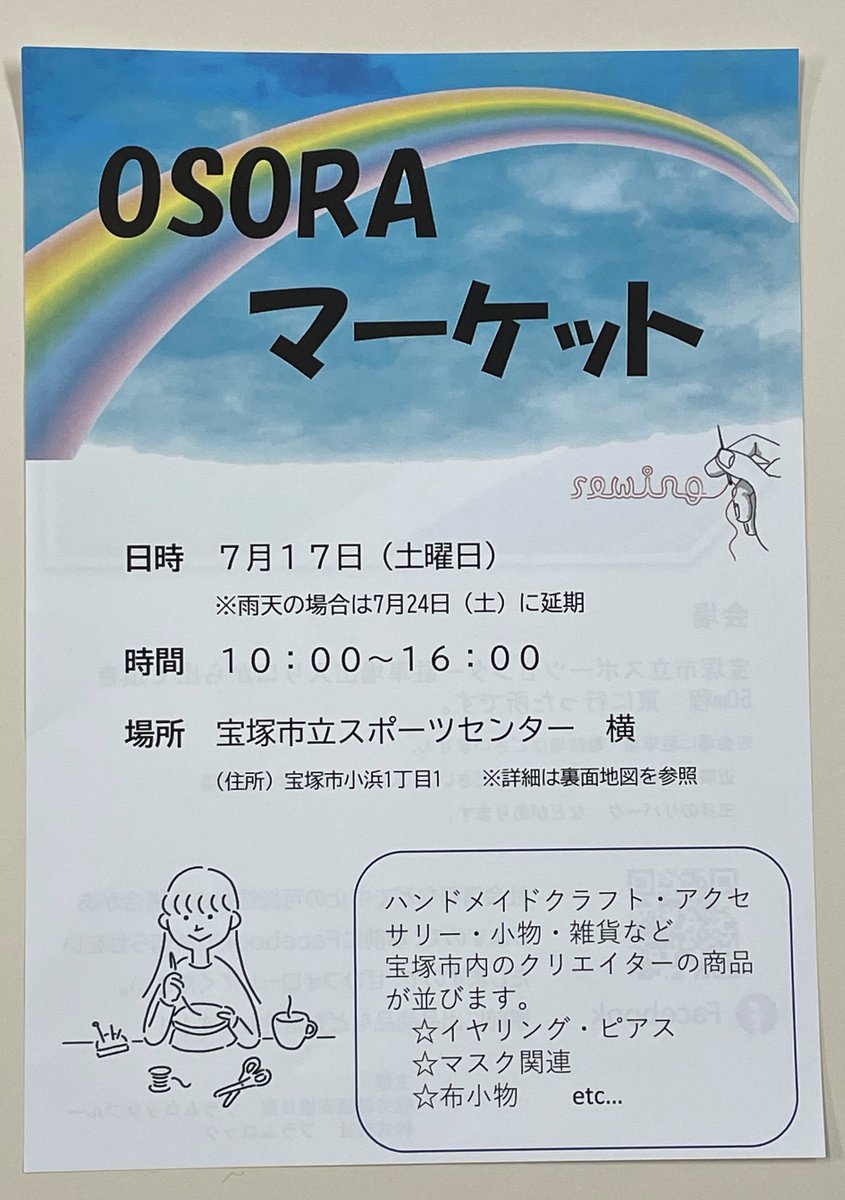 OSORA
マーケット
sewing
日時　７月１７日（土曜日）
※雨天の場合は7月24日（土）に延期
時間　１０：００～１６：００
場所　宝塚市立スポーツセンター　横
（住所）宝塚市小浜1丁目1　※詳細は裏面地図を参照
ハンドメイドクラフト・アクセ
サリー・小物・雑貨など
宝塚市内のクリエイターの商品
が並びます。
☆イヤリング・ピアス
☆マスク関連
☆布小物　etc…